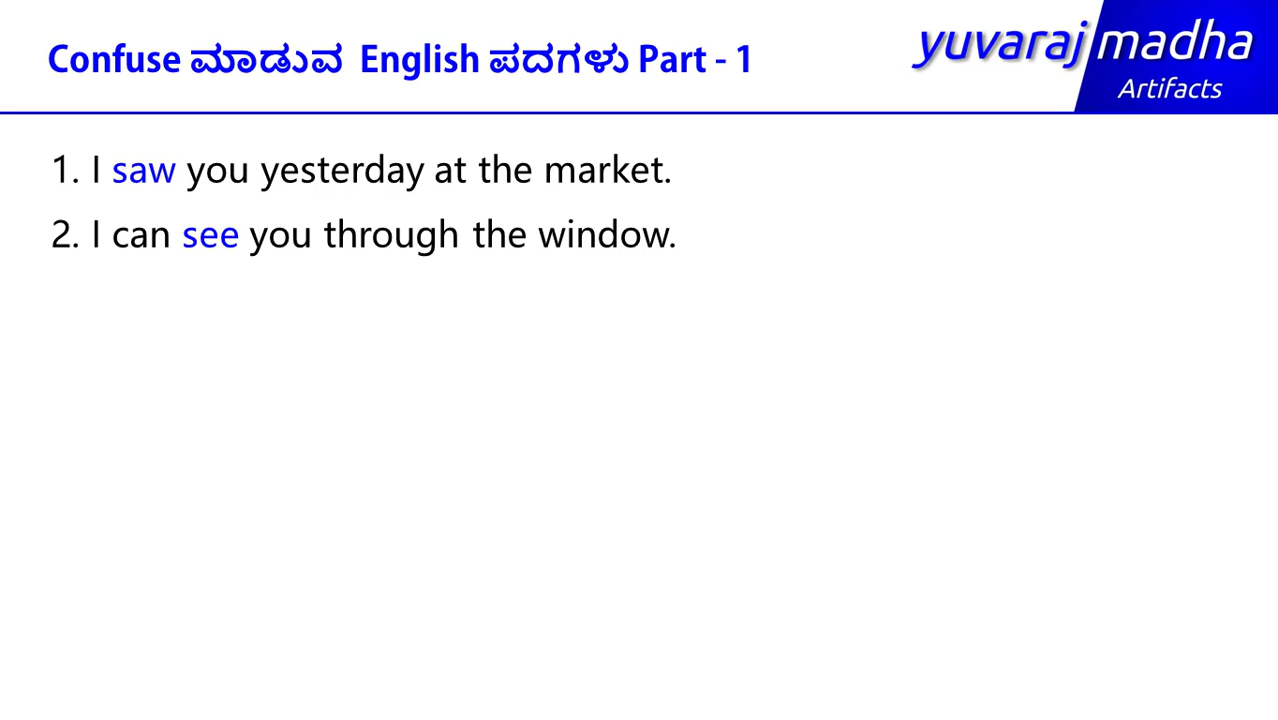 Confuse ಮಾಡುವ English ಪದಗಳು Part - 1
yuvaraj madha
Artifacts
1. I saw you yesterday at the market.
2. I can see you through the window.